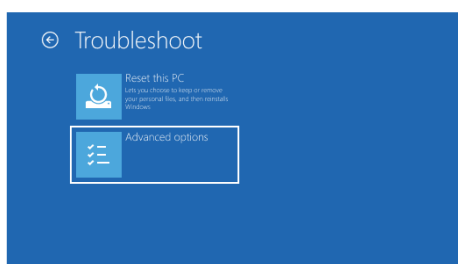 Troubleshoot
Reset this PC
Lets you choose to keep or remove
your personal files, and then reinstalls
Windows
Advanced options